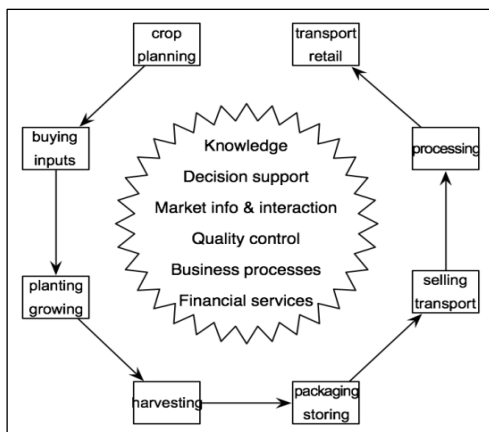 crop
planning
transport
retail
buying
inputs
Knowledge
Decision support
Market info & interaction
Quality control
Business processes
Financial services
processing
planting
growing
selling
transport
harvesting
packaging
storing